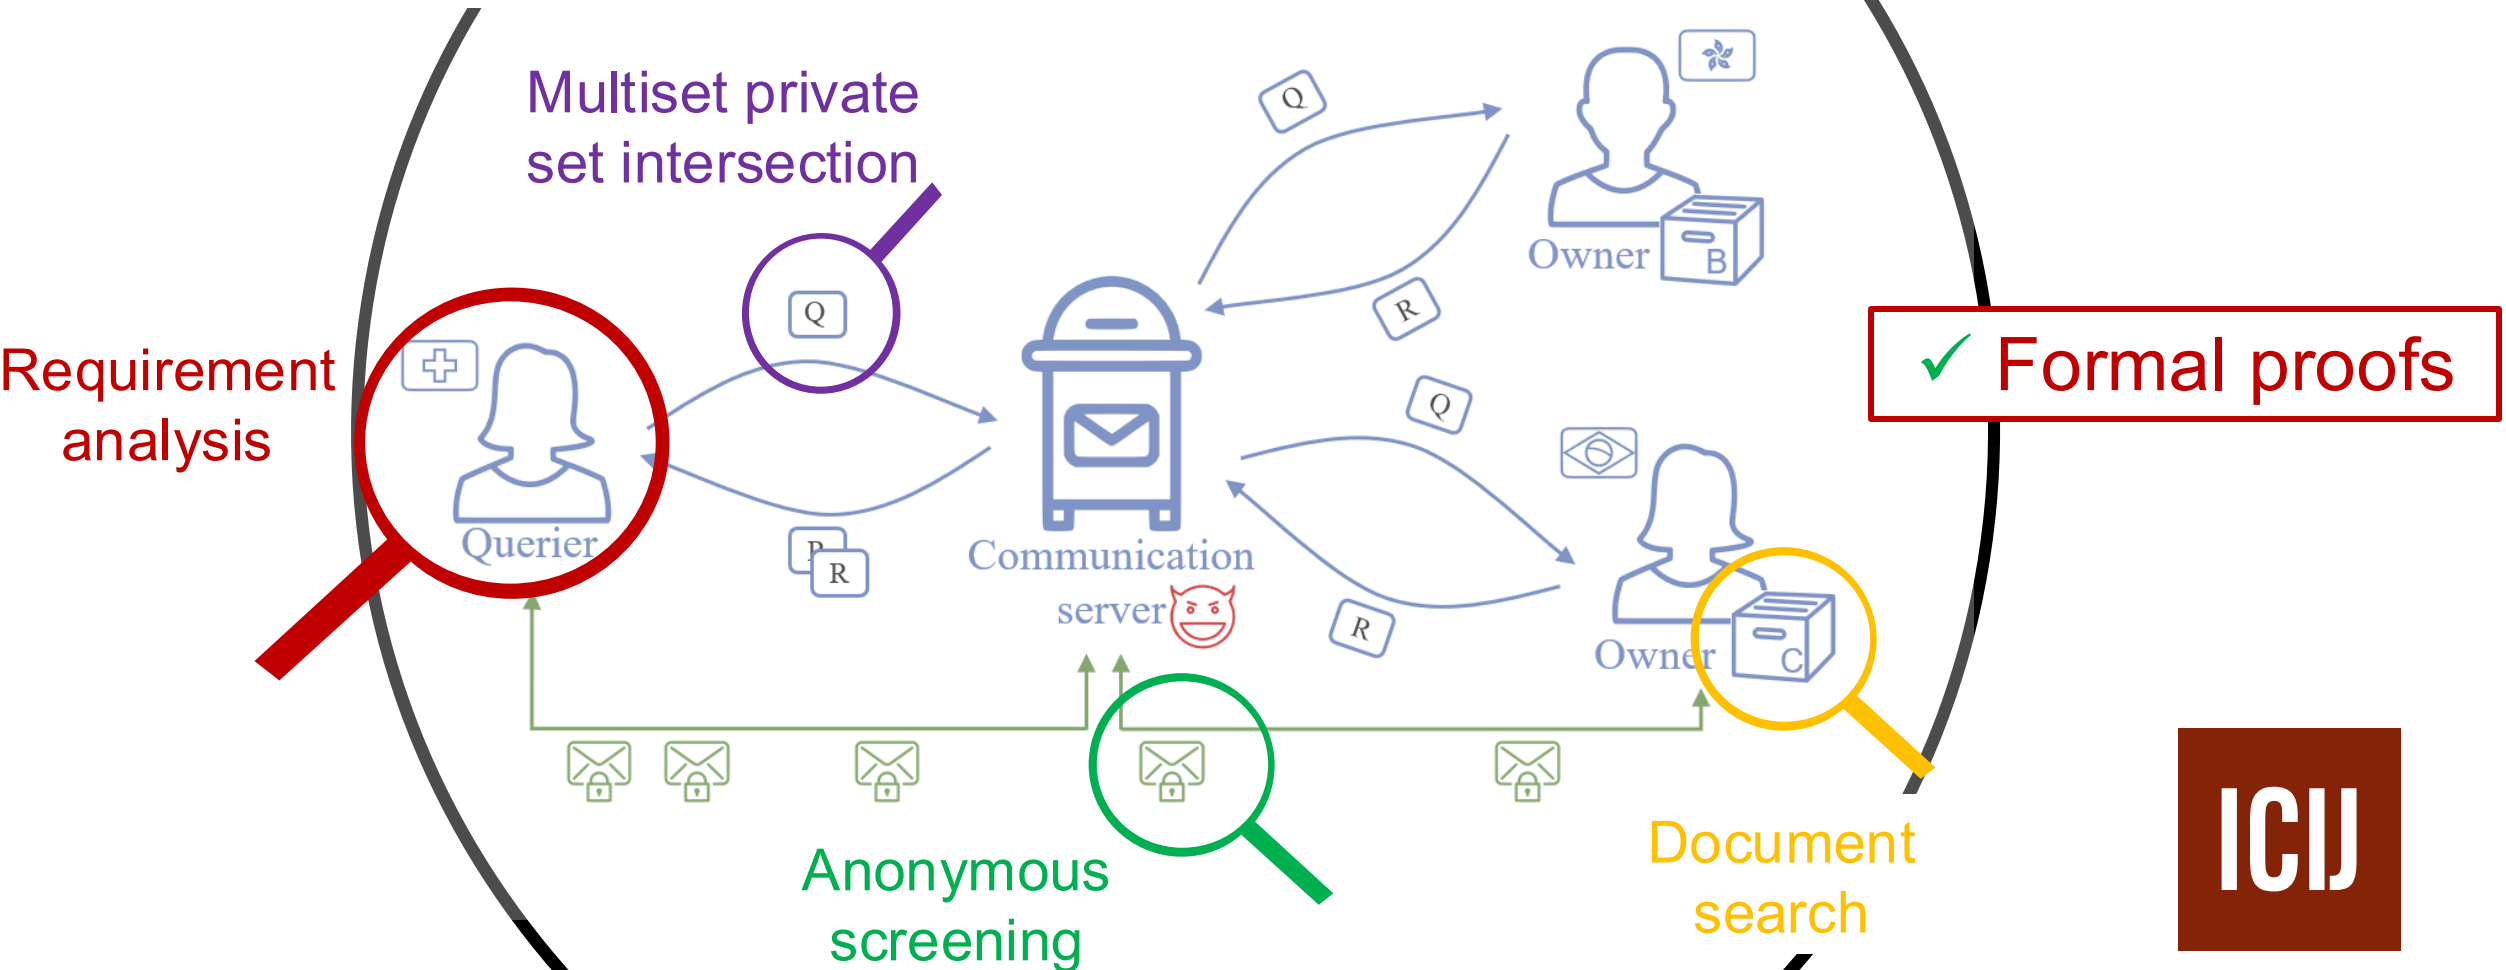 Multiset private
set intersection
Q
Q
Owner
B
R
Requirement
analysis
Querier
✓ Formal proofs
Q
R
R
Communication
server
R
Owner
C
Anonymous
screening
Document
search
ICIJ